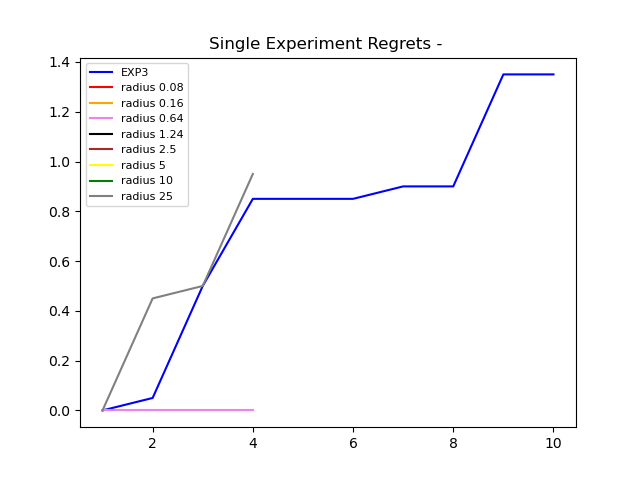 Single Experiment Regrets -
1.4
1.2
1.0
0.8
0.6
0.4
0.2
0.0
EXP3
radius 0.08
radius 0.16
radius 0.64
radius 1.24
radius 2.5
radius 5
radius 10
radius 25
2 4 6 8 10